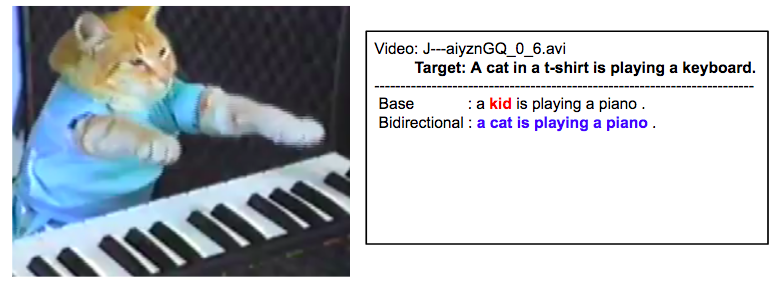 Video: J---aiyznGQ_0_6.avi
Target: A cat in a t-shirt is playing a keyboard.
--------------------------------------------------------------------------
Base : a kid is playing a piano .
Bidirectional : a cat is playing a piano .